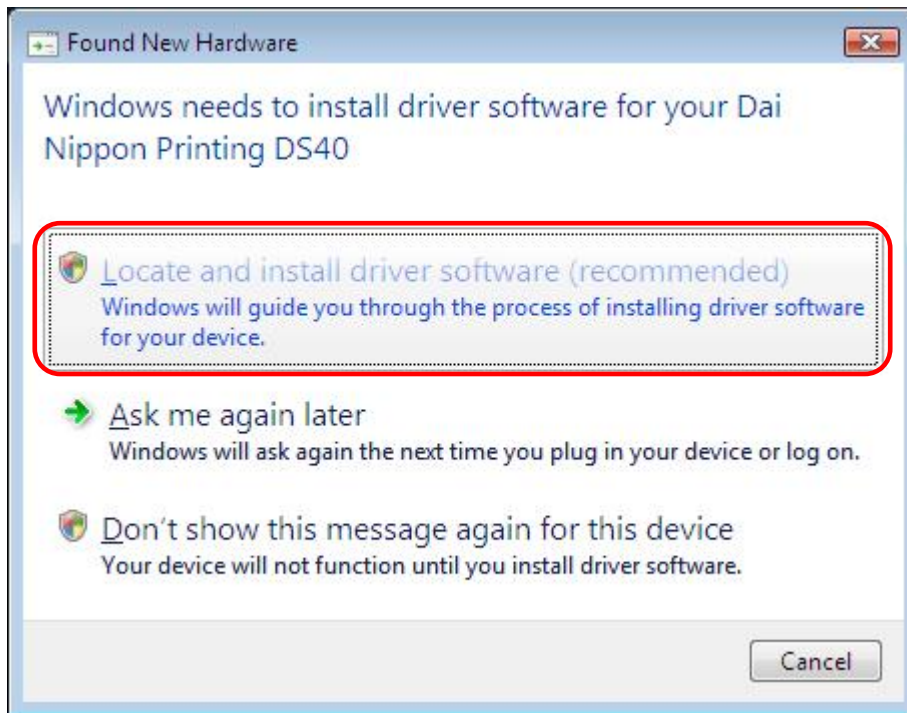 Found New Hardware
Windows needs to install driver software for your Dai
Nippon Printing DS40
Locate and install driver software (recommended)
Windows will guide you through the process of installing driver software
for your device.
Ask me again later
Windows will ask again the next time you plug in your device or log on.
Don't show this message again for this device
Your device will not function until you install driver software.
Cancel